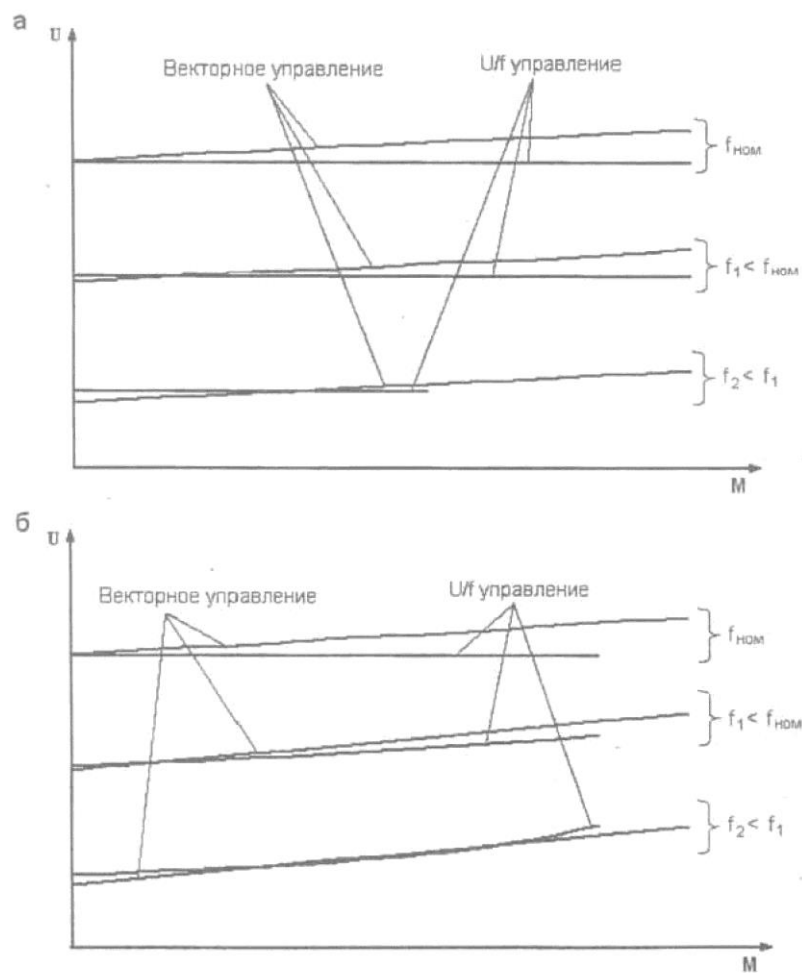 а
U
Векторное управление U/f управление
fном
f1 < fном
f2 < f1
M
б
U
Векторное управление U/f управление
fном
f1 < fном
f2 < f1
M